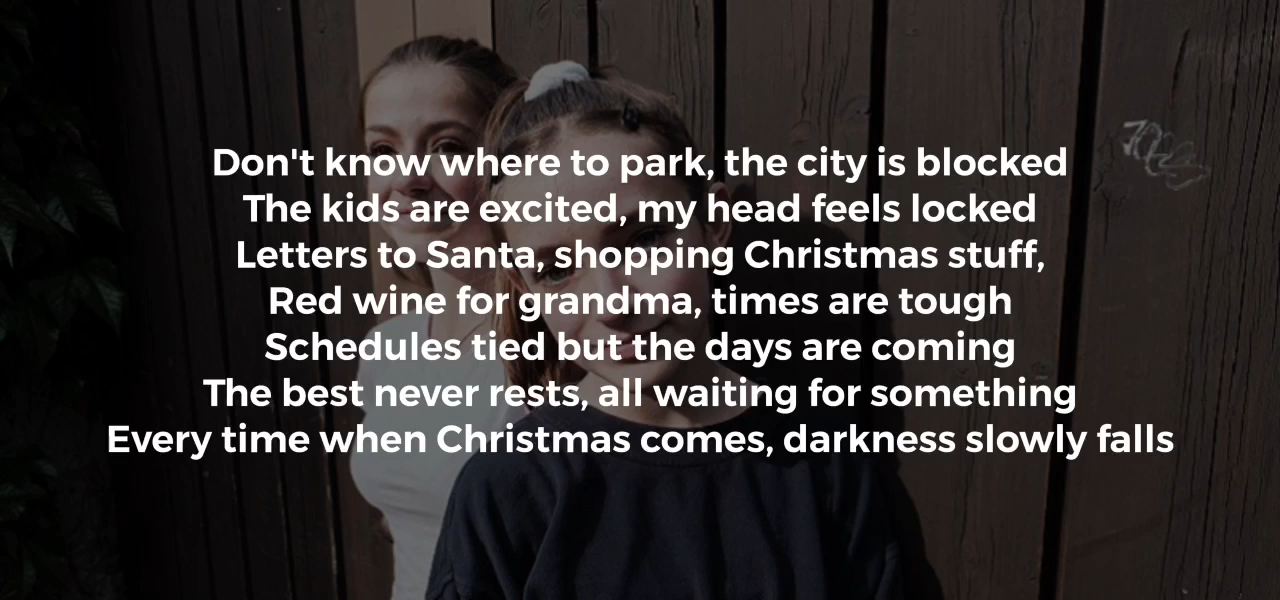 Don't know where to park, the city is blocked
The kids are excited, my head feels locked
Letters to Santa, shopping Christmas stuff,
Red wine for grandma, times are tough
Schedules tied but the days are coming
The best never rests, all waiting for something
Every time when Christmas comes, darkness slowly falls